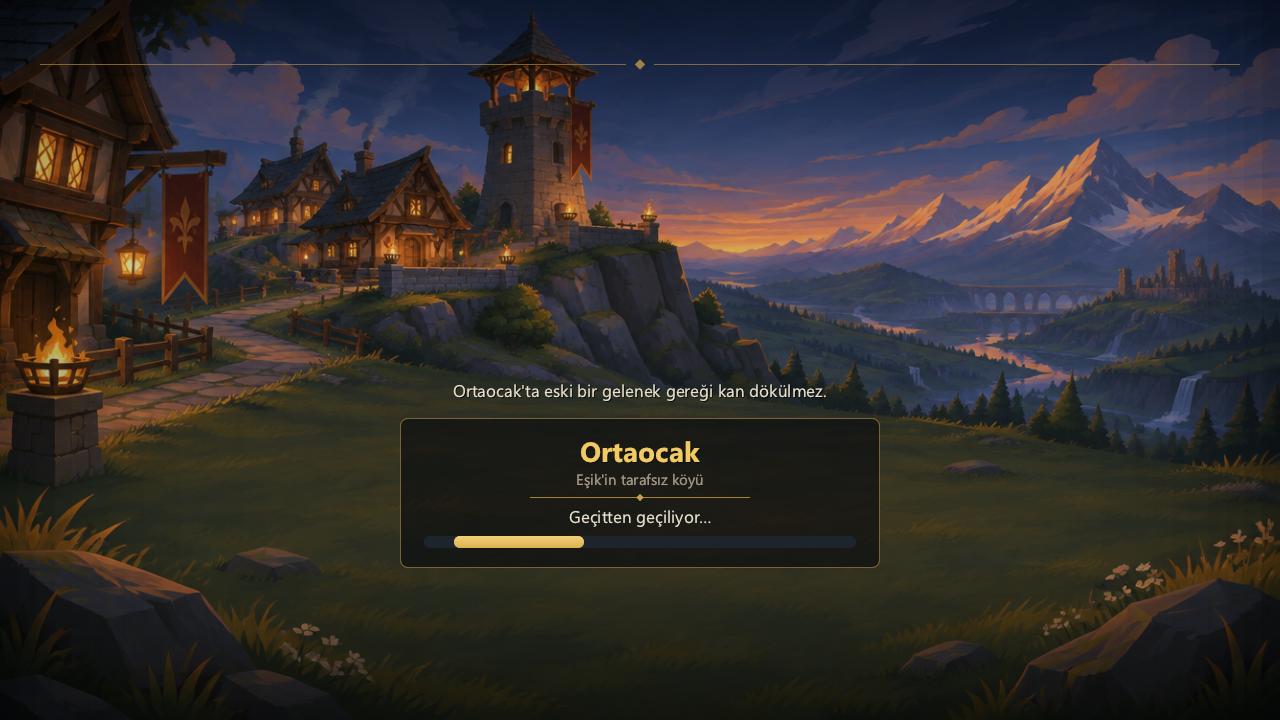 Ortaocak'ta eski bir gelenek gereği kan dökülmez.
Ortaocak
Eşik'in tarafsız köyü
Geçitten geçiliyor...